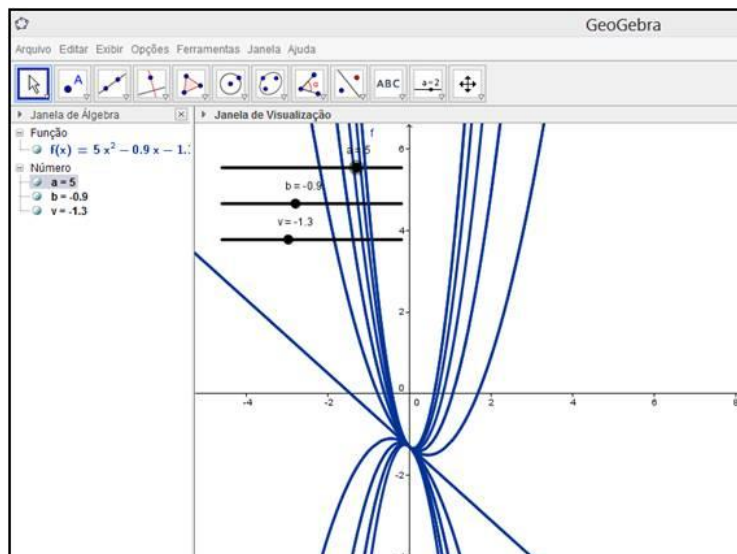 GeoGebra
Arquivo Editar Exibir Opções Ferramentas Janela Ajuda
A
α
ABC
a=2
Janela de Álgebra
Janela de Visualização
Função
f(x) = 5 x² − 0.9 x − 1.
Número
a = 5
b = -0.9
v = -1.3
f
a = 5
b = -0.9
v = -1.3
6
4
2
0
-4 -2 0 2 4 6 8
-2